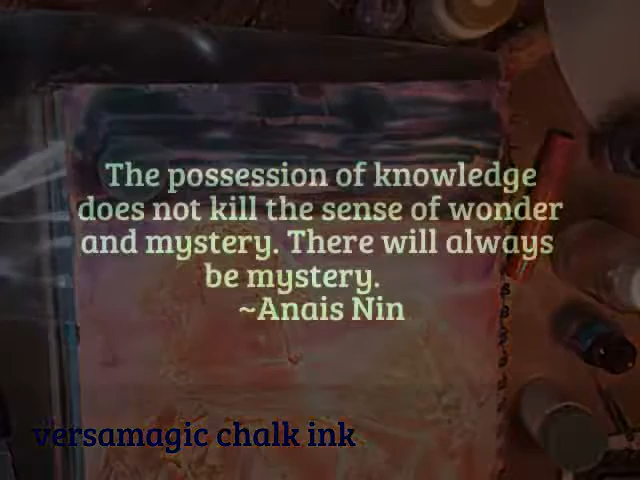 The possession of knowledge
does not kill the sense of wonder
and mystery. There will always
be mystery.
~Anais Nin
versamagic chalk ink